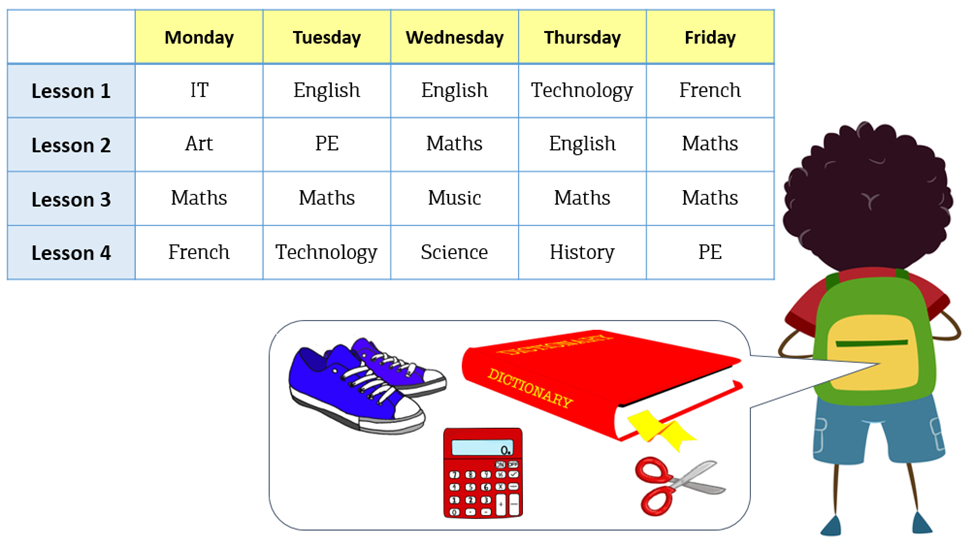 Monday Tuesday Wednesday Thursday Friday
Lesson 1 IT English English Technology French
Lesson 2 Art PE Maths English Maths
Lesson 3 Maths Maths Music Maths Maths
Lesson 4 French Technology Science History PE
DICTIONARY
DICTIONARY
0.